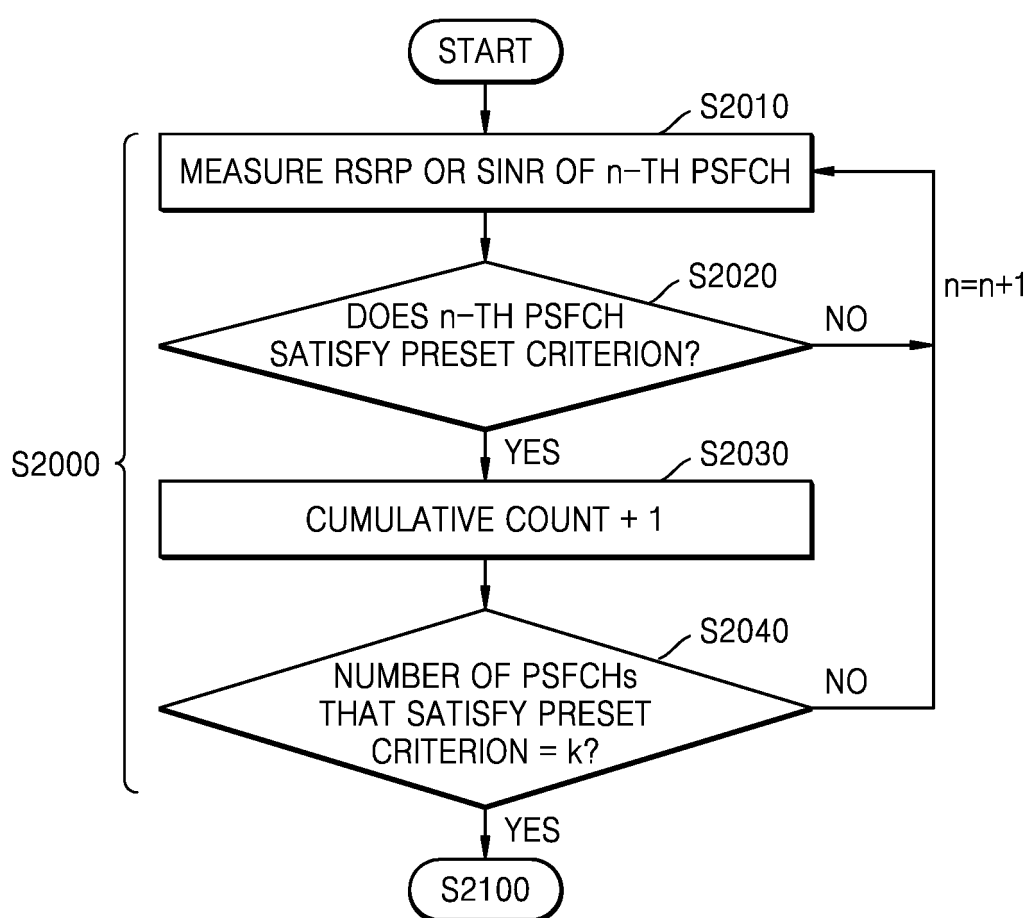 START
S2010
MEASURE RSRP OR SINR OF n-TH PSFCH
S2020
n=n+1
DOES n-TH PSFCH
SATISFY PRESET CRITERION?
NO
S2000
YES
S2030
CUMULATIVE COUNT + 1
S2040
NUMBER OF PSFCHs
THAT SATISFY PRESET
CRITERION = k?
NO
YES
S2100